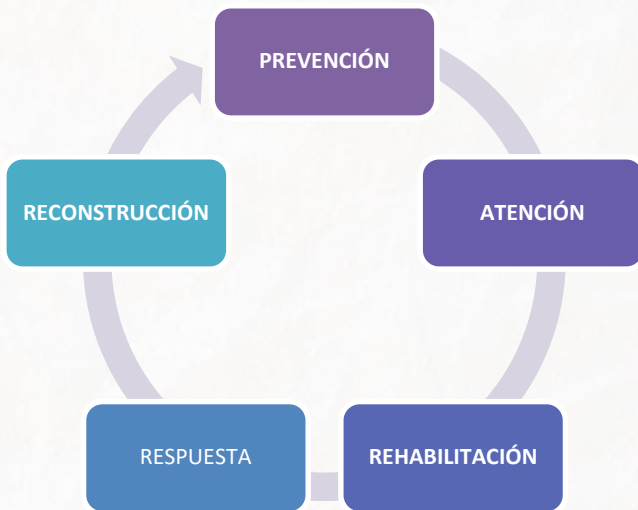 PREVENCIÓN
ATENCIÓN
REHABILITACIÓN
RESPUESTA
RECONSTRUCCIÓN